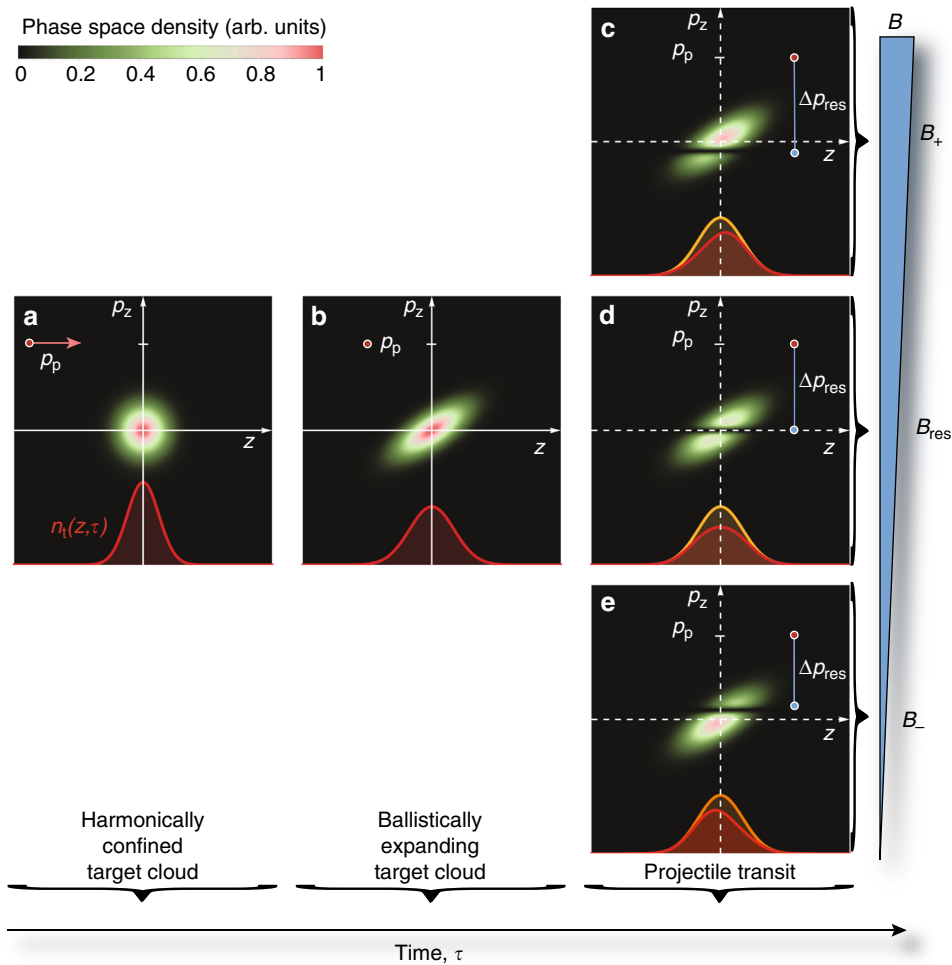 Phase space density (arb. units)
0 0.2 0.4 0.6 0.8 1
a
p_z
p_p
z
n_t(z,τ)
b
p_z
p_p
z
c
p_z
p_p
Δp_res
z
d
p_z
p_p
Δp_res
z
e
p_z
p_p
Δp_res
z
B
B_+
B_res
B_−
Harmonically
confined
target cloud
Ballistically
expanding
target cloud
Projectile transit
Time, τ